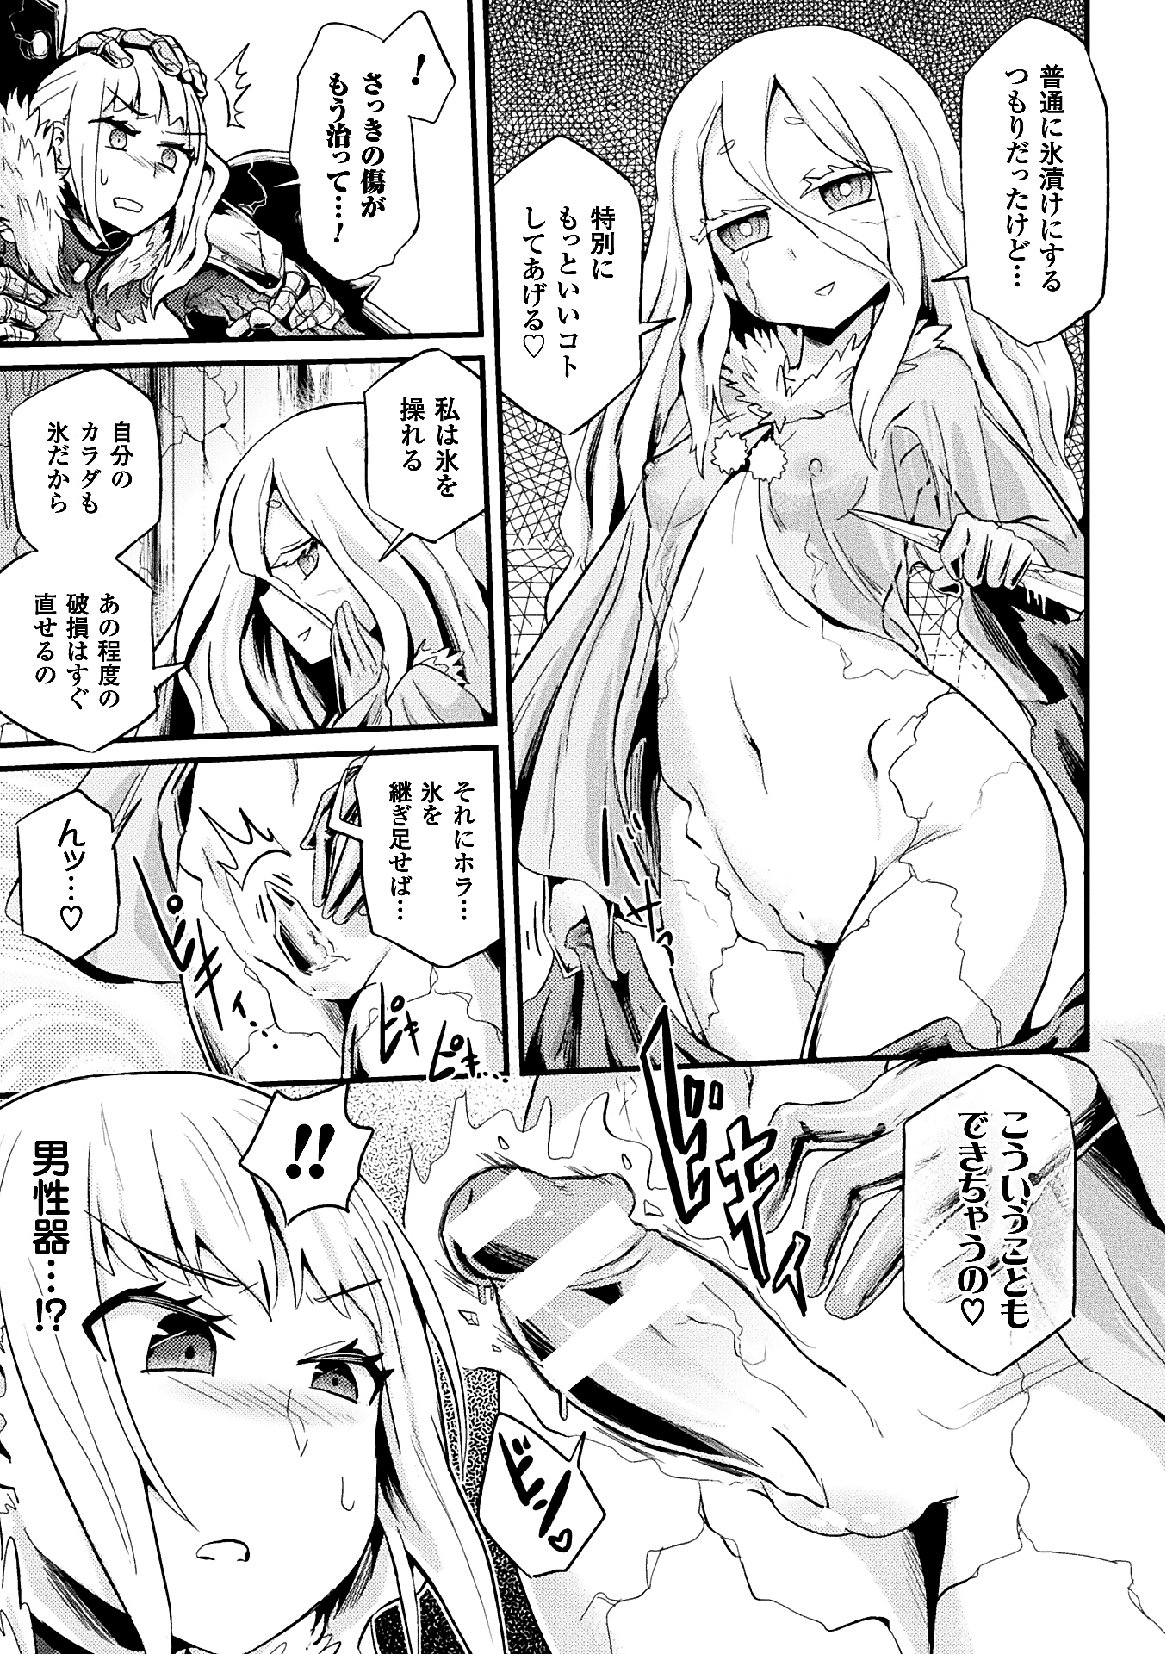 普通に氷漬けにする
つもりだったけど…
特別に
もっといいコト
してあげる♡
！
さっきの傷が
もう治って……！
私は氷を
操れる
自分の
カラダも
氷だから
あの程度の
破損はすぐ
直せるの
それにホラ…
氷を
継ぎ足せば…
んッ…♡
ピキィ…
ピキ
ピキ…
ビキィ
こういうことも
できちゃうの♡
!!
男性器…!?
ドン♡